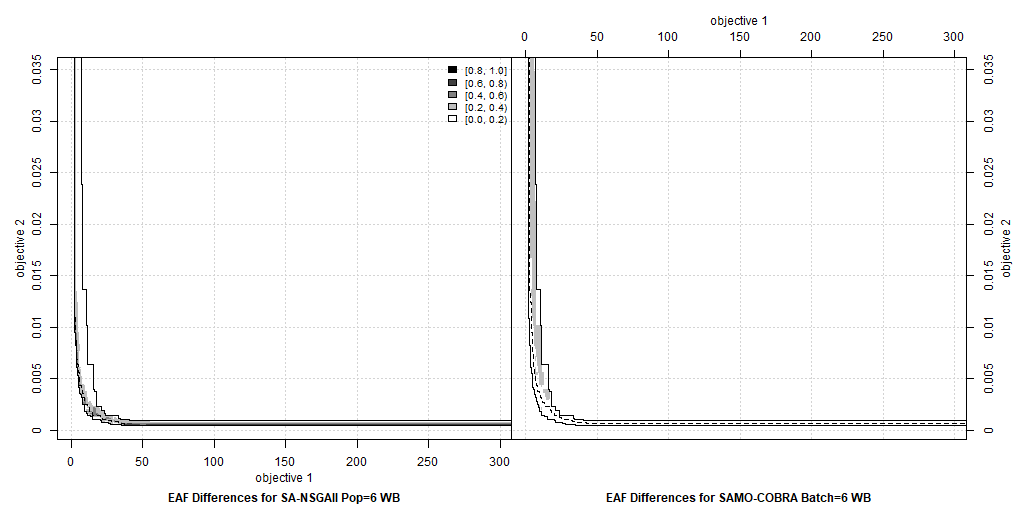 objective 1
0 50 100 150 200 250 300
[0.8, 1.0]
[0.6, 0.8)
[0.4, 0.6)
[0.2, 0.4)
[0.0, 0.2)
0.035
0.03
0.025
0.02
0.015
0.01
0.005
0
objective 2
0.035
0.03
0.025
0.02
0.015
0.01
0.005
0
objective 2
0 50 100 150 200 250 300
objective 1
EAF Differences for SA-NSGAII Pop=6 WB
EAF Differences for SAMO-COBRA Batch=6 WB